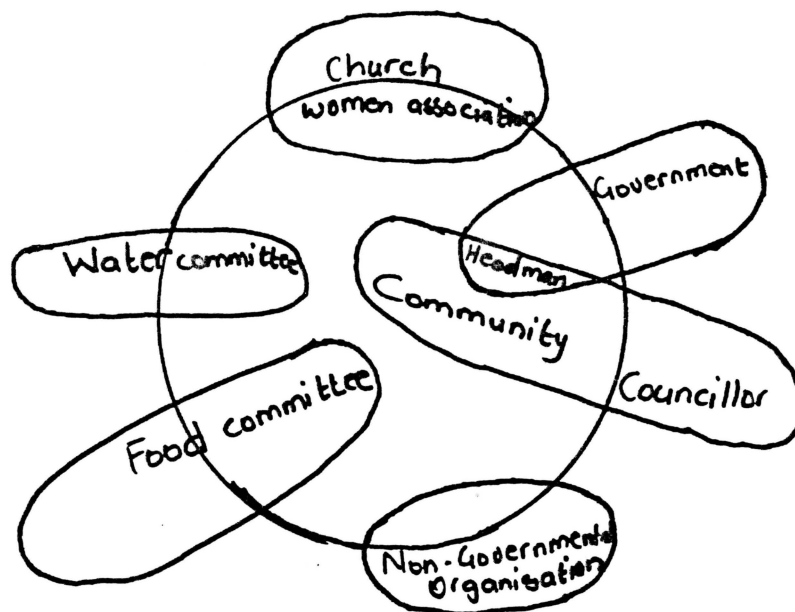 Church
women association
Government
Headman
Water committee
Community
Councillor
Food committee
Non-Governmental
organisation